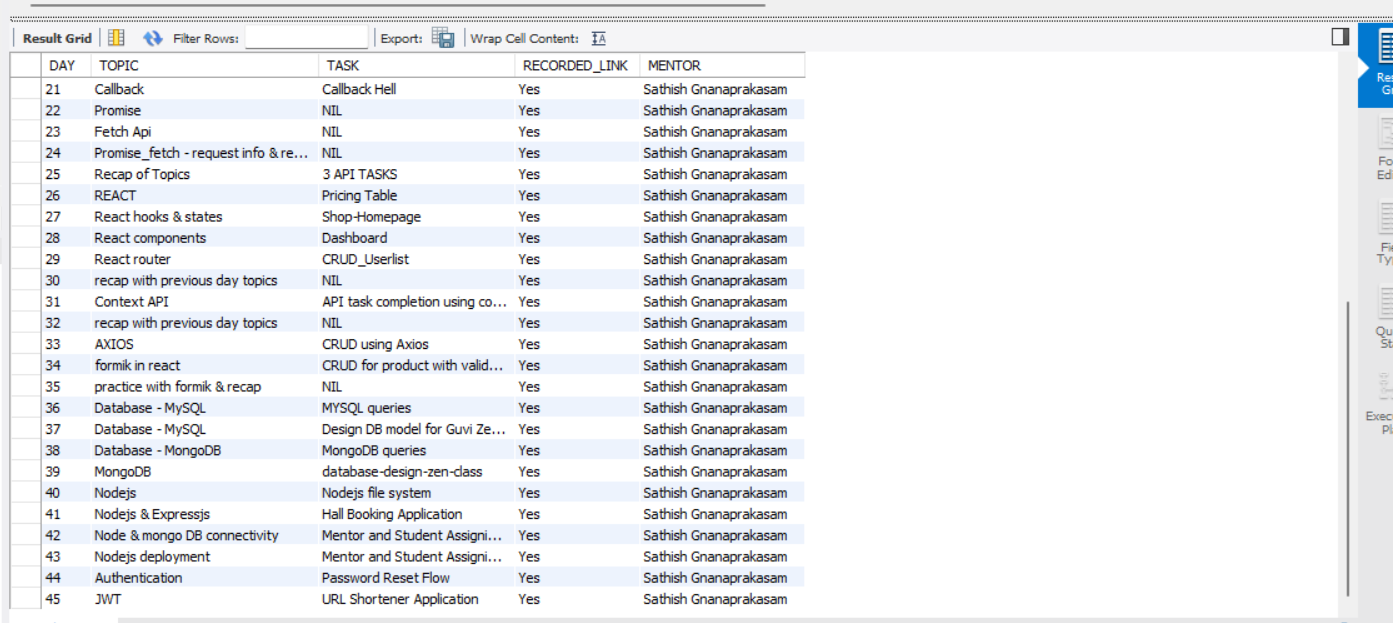 Result Grid Filter Rows: Export: Wrap Cell Content:
DAY TOPIC TASK RECORDED_LINK MENTOR
21 Callback Callback Hell Yes Sathish Gnanaprakasam
22 Promise NIL Yes Sathish Gnanaprakasam
23 Fetch Api NIL Yes Sathish Gnanaprakasam
24 Promise_fetch - request info & re... NIL Yes Sathish Gnanaprakasam
25 Recap of Topics 3 API TASKS Yes Sathish Gnanaprakasam
26 REACT Pricing Table Yes Sathish Gnanaprakasam
27 React hooks & states Shop-Homepage Yes Sathish Gnanaprakasam
28 React components Dashboard Yes Sathish Gnanaprakasam
29 React router CRUD_Userlist Yes Sathish Gnanaprakasam
30 recap with previous day topics NIL Yes Sathish Gnanaprakasam
31 Context API API task completion using co... Yes Sathish Gnanaprakasam
32 recap with previous day topics NIL Yes Sathish Gnanaprakasam
33 AXIOS CRUD using Axios Yes Sathish Gnanaprakasam
34 formik in react CRUD for product with valid... Yes Sathish Gnanaprakasam
35 practice with formik & recap NIL Yes Sathish Gnanaprakasam
36 Database - MySQL MYSQL queries Yes Sathish Gnanaprakasam
37 Database - MySQL Design DB model for Guvi Ze... Yes Sathish Gnanaprakasam
38 Database - MongoDB MongoDB queries Yes Sathish Gnanaprakasam
39 MongoDB database-design-zen-class Yes Sathish Gnanaprakasam
40 Nodejs Nodejs file system Yes Sathish Gnanaprakasam
41 Nodejs & Expressjs Hall Booking Application Yes Sathish Gnanaprakasam
42 Node & mongo DB connectivity Mentor and Student Assigni... Yes Sathish Gnanaprakasam
43 Nodejs deployment Mentor and Student Assigni... Yes Sathish Gnanaprakasam
44 Authentication Password Reset Flow Yes Sathish Gnanaprakasam
45 JWT URL Shortener Application Yes Sathish Gnanaprakasam